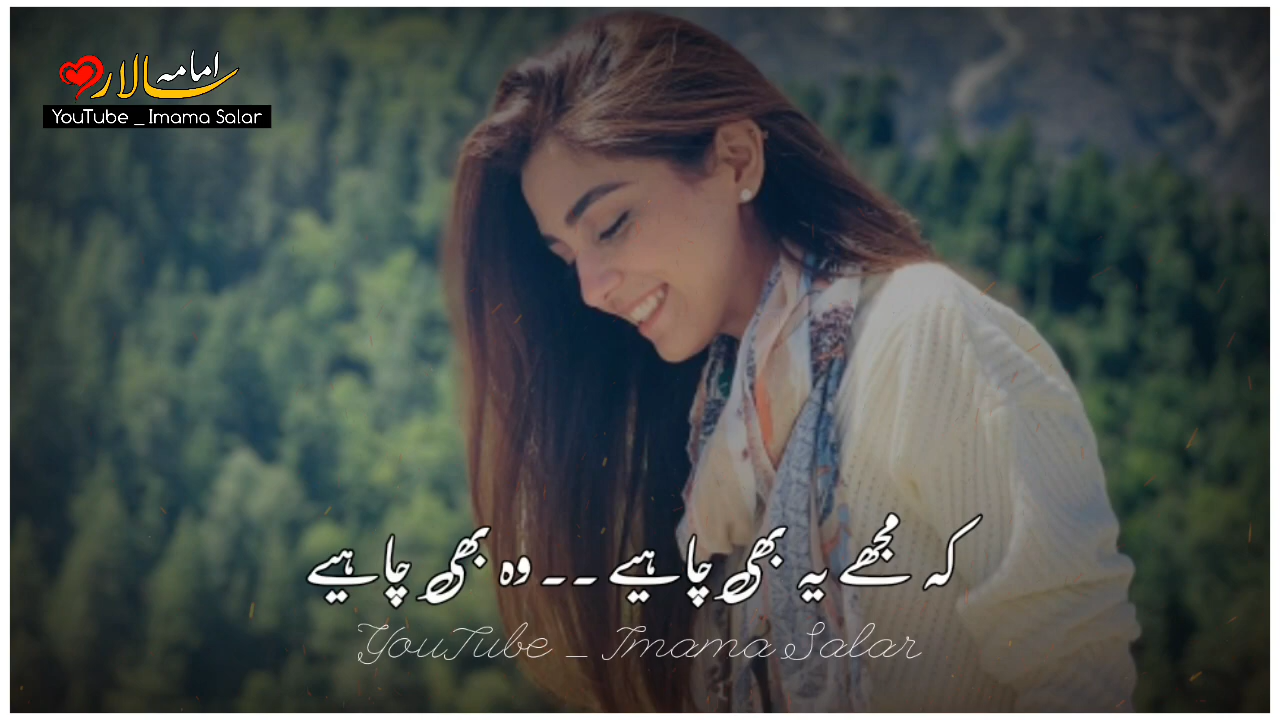 امامہ
سالار
YouTube _ Imama Salar
کہ مجھے یہ بھی چاہیے ۔۔ وہ بھی چاہیے
YouTube _ Imama Salar